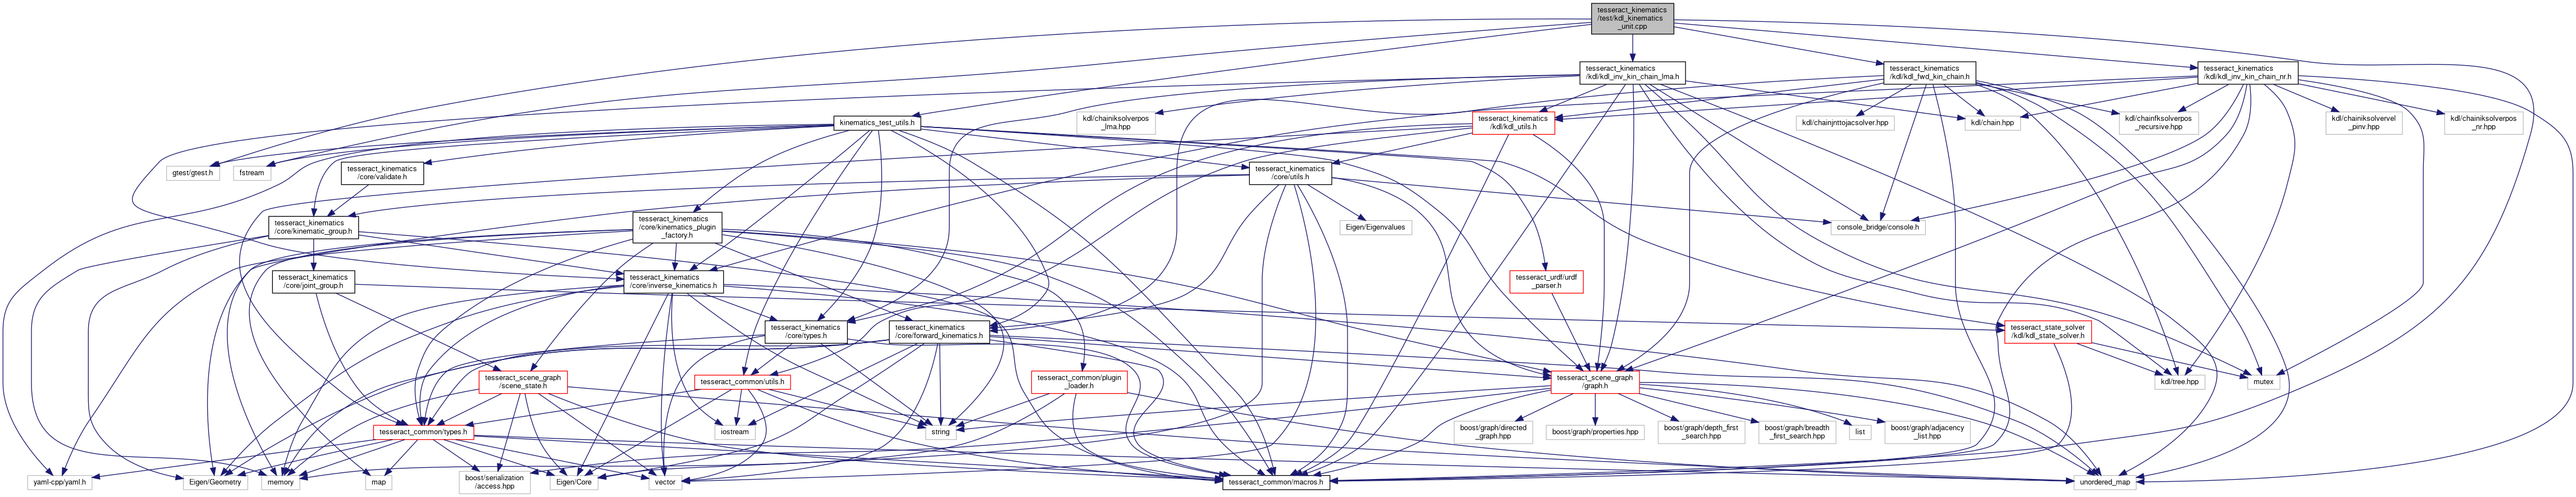 tesseract_kinematics
/test/kdl_kinematics
_unit.cpp
tesseract_kinematics
/kdl/kdl_inv_kin_chain_lma.h
tesseract_kinematics
/kdl/kdl_fwd_kin_chain.h
tesseract_kinematics
/kdl/kdl_inv_kin_chain_nr.h
kinematics_test_utils.h
kdl/chainiksolverpos
_lma.hpp
tesseract_kinematics
/kdl/kdl_utils.h
kdl/chainjnttojacsolver.hpp
kdl/chain.hpp
kdl/chainfksolverpos
_recursive.hpp
kdl/chainiksolvervel
_pinv.hpp
kdl/chainiksolverpos
_nr.hpp
gtest/gtest.h
fstream
tesseract_kinematics
/core/validate.h
tesseract_kinematics
/core/utils.h
tesseract_kinematics
/core/kinematic_group.h
tesseract_kinematics
/core/kinematics_plugin
_factory.h
Eigen/Eigenvalues
console_bridge/console.h
tesseract_kinematics
/core/joint_group.h
tesseract_kinematics
/core/inverse_kinematics.h
tesseract_urdf/urdf
_parser.h
tesseract_kinematics
/core/types.h
tesseract_kinematics
/core/forward_kinematics.h
tesseract_state_solver
/kdl/kdl_state_solver.h
tesseract_scene_graph
/scene_state.h
tesseract_common/utils.h
tesseract_common/plugin
_loader.h
tesseract_scene_graph
/graph.h
kdl/tree.hpp
mutex
tesseract_common/types.h
iostream
string
boost/graph/directed
_graph.hpp
boost/graph/properties.hpp
boost/graph/depth_first
_search.hpp
boost/graph/breadth
_first_search.hpp
list
boost/graph/adjacency
_list.hpp
yaml-cpp/yaml.h
Eigen/Geometry
memory
map
boost/serialization
/access.hpp
Eigen/Core
vector
tesseract_common/macros.h
unordered_map